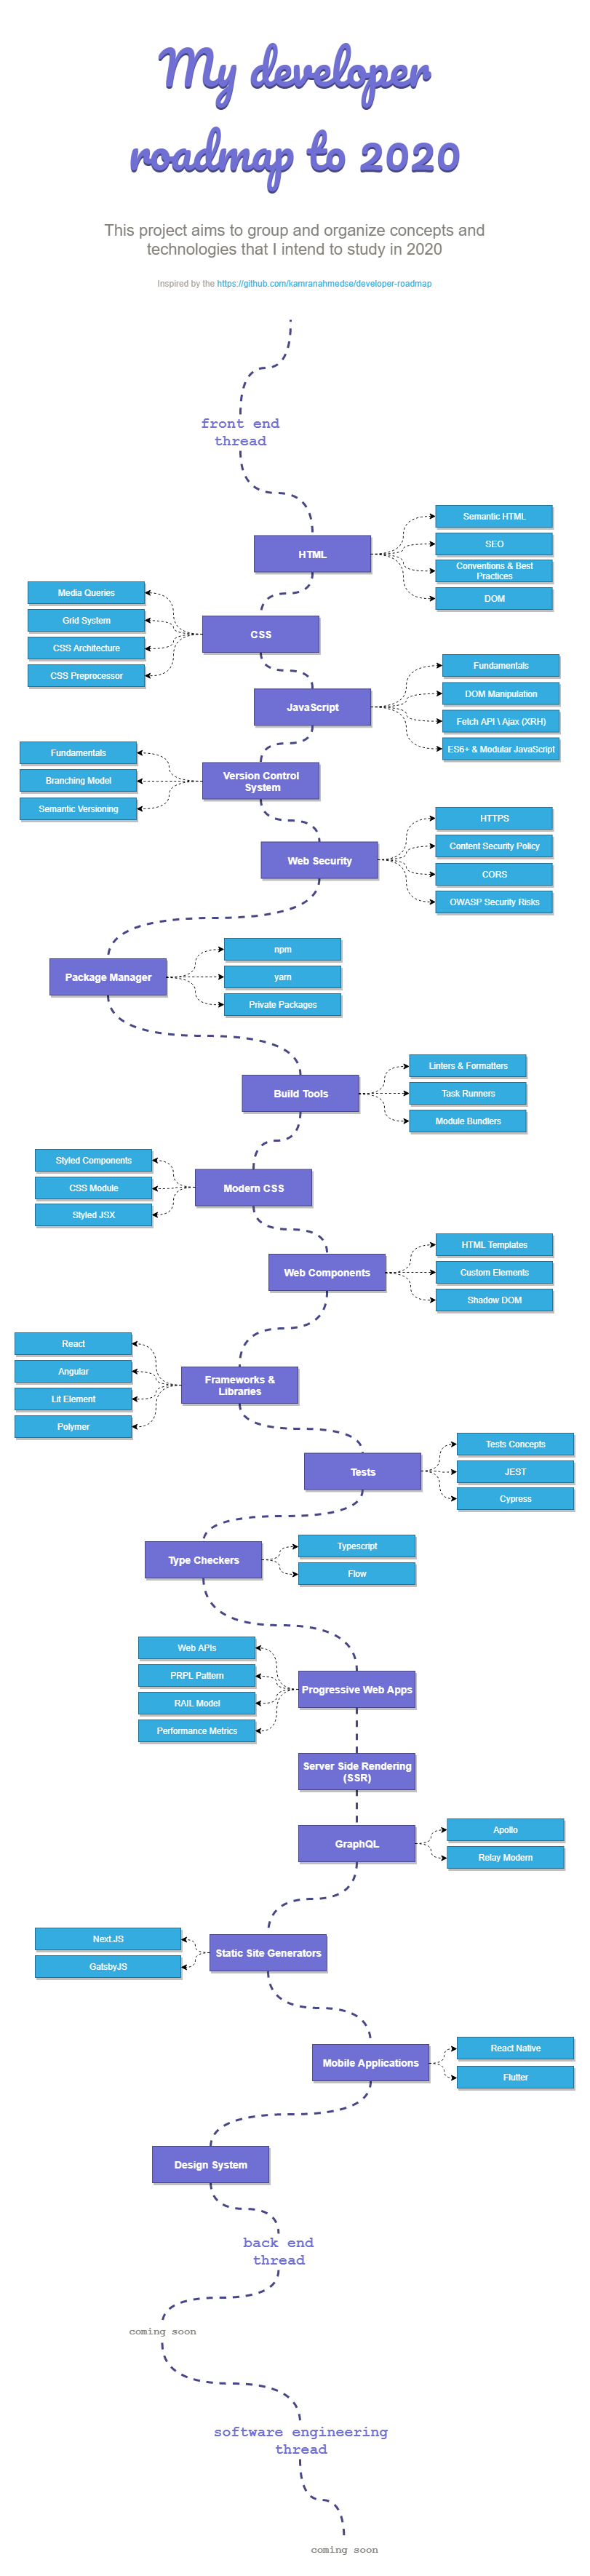 My developer
roadmap to 2020
This project aims to group and organize concepts and
technologies that I intend to study in 2020
Inspired by the https://github.com/kamranahmedse/developer-roadmap
front end
thread
HTML
Semantic HTML
SEO
Conventions & Best
Practices
DOM
CSS
Media Queries
Grid System
CSS Architecture
CSS Preprocessor
JavaScript
Fundamentals
DOM Manipulation
Fetch API \ Ajax (XRH)
ES6+ & Modular JavaScript
Version Control
System
Fundamentals
Branching Model
Semantic Versioning
Web Security
HTTPS
Content Security Policy
CORS
OWASP Security Risks
Package Manager
npm
yarn
Private Packages
Build Tools
Linters & Formatters
Task Runners
Module Bundlers
Modern CSS
Styled Components
CSS Module
Styled JSX
Web Components
HTML Templates
Custom Elements
Shadow DOM
Frameworks &
Libraries
React
Angular
Lit Element
Polymer
Tests
Tests Concepts
JEST
Cypress
Type Checkers
Typescript
Flow
Progressive Web Apps
Web APIs
PRPL Pattern
RAIL Model
Performance Metrics
Server Side Rendering
(SSR)
GraphQL
Apollo
Relay Modern
Static Site Generators
Next.JS
GatsbyJS
Mobile Applications
React Native
Flutter
Design System
back end
thread
coming soon
software engineering
thread
coming soon